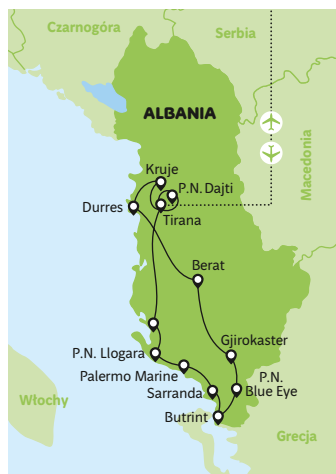 Czarnogóra
Serbia
ALBANIA
Macedonia
Kruje
P.N. Dajti
Durres
Tirana
Berat
Gjirokaster
P.N. Llogara
P.N.
Blue Eye
Palermo Marine
Sarranda
Butrint
Włochy
Grecja